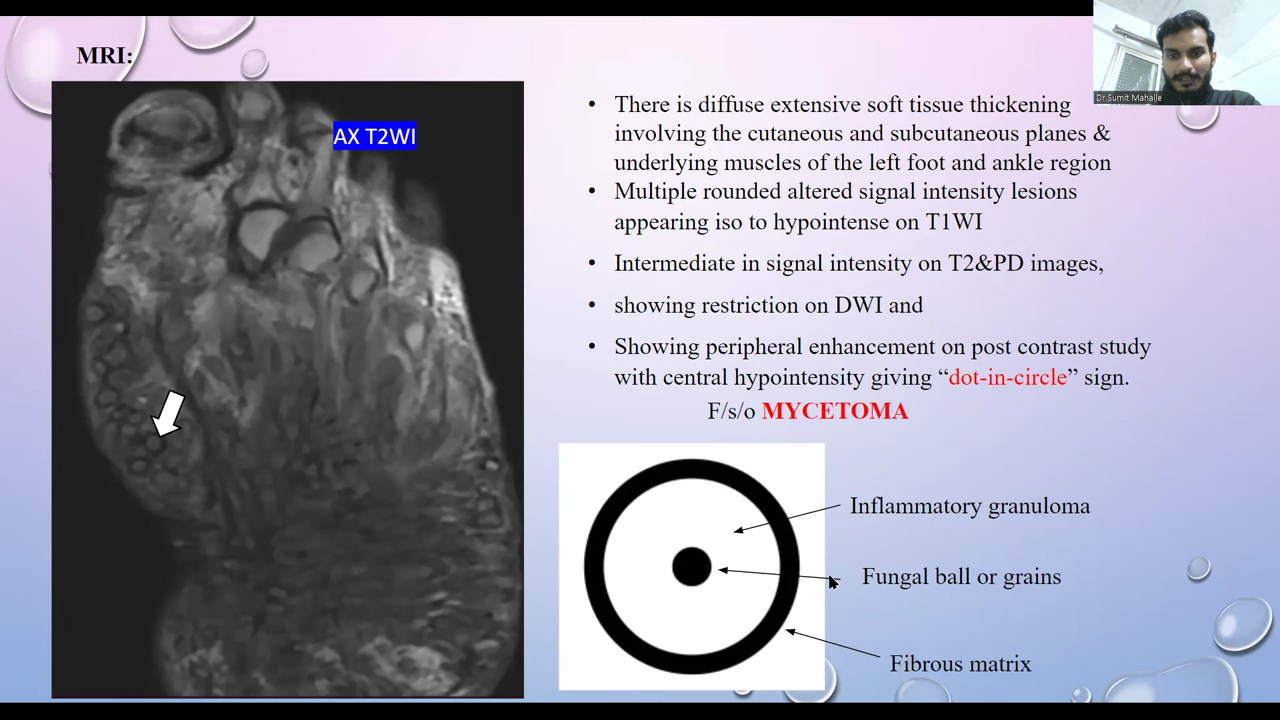 MRI:
Dr.Sumit Mahalle
AX T2WI
• There is diffuse extensive soft tissue thickening
involving the cutaneous and subcutaneous planes &
underlying muscles of the left foot and ankle region
• Multiple rounded altered signal intensity lesions
appearing iso to hypointense on T1WI
• Intermediate in signal intensity on T2&PD images,
• showing restriction on DWI and
• Showing peripheral enhancement on post contrast study
with central hypointensity giving “dot-in-circle” sign.
F/s/o MYCETOMA
Inflammatory granuloma
Fungal ball or grains
Fibrous matrix